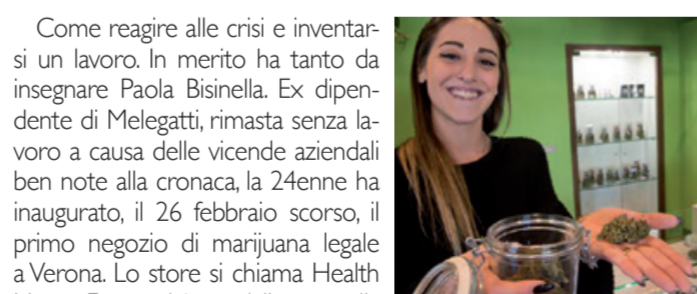 Come reagire alle crisi e inventar-
si un lavoro. In merito ha tanto da
insegnare Paola Bisinella. Ex dipen-
dente di Melegatti, rimasta senza la-
voro a causa delle vicende aziendali
ben note alla cronaca, la 24enne ha
inaugurato, il 26 febbraio scorso, il
primo negozio di marijuana legale
a Verona. Lo store si chiama Health